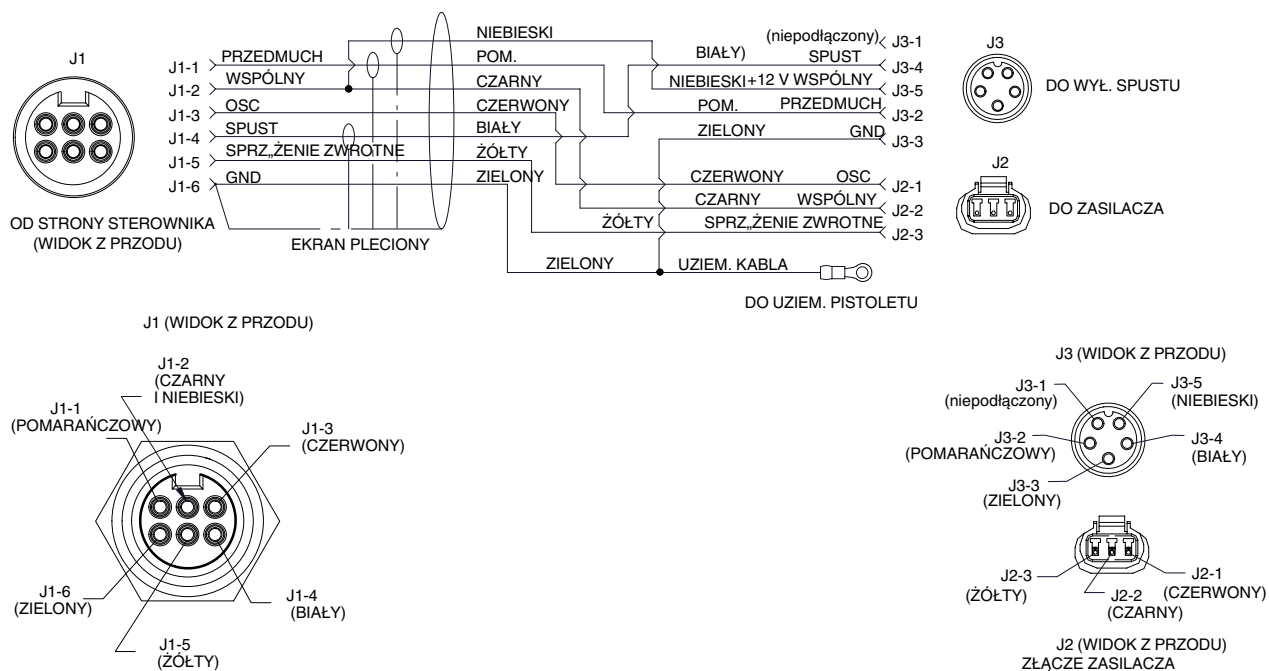 NIEBIESKI
(niepodłączony) J3-1
J1
J1-1 PRZEDMUCH POM. BIAŁY) SPUST J3-4
J3
J1-2 WSPÓLNY CZARNY NIEBIESKI +12 V WSPÓLNY J3-5
DO WYŁ. SPUSTU
J1-3 OSC CZERWONY POM. PRZEDMUCH J3-2
J1-4 SPUST BIAŁY ZIELONY GND J3-3
J1-5 SPRZ„ŻENIE ZWROTNE ŻÓŁTY
J2
J1-6 GND ZIELONY CZERWONY OSC J2-1
CZARNY WSPÓLNY J2-2
DO ZASILACZA
ŻÓŁTY SPRZ„ŻENIE ZWROTNE J2-3
OD STRONY STEROWNIKA
(WIDOK Z PRZODU)
EKRAN PLECIONY
ZIELONY UZIEM. KABLA
DO UZIEM. PISTOLETU
J1 (WIDOK Z PRZODU)
J1-2
(CZARNY
I NIEBIESKI)
J1-1
(POMARAŃCZOWY)
J1-3
(CZERWONY)
J1-6
(ZIELONY)
J1-4
(BIAŁY)
J1-5
(ŻÓŁTY)
J3 (WIDOK Z PRZODU)
J3-1
(niepodłączony)
J3-5
(NIEBIESKI)
J3-2
(POMARAŃCZOWY)
J3-4
(BIAŁY)
J3-3
(ZIELONY)
J2-3
(ŻÓŁTY)
J2-2
(CZARNY)
J2-1
(CZERWONY)
J2 (WIDOK Z PRZODU)
ZŁĄCZE ZASILACZA